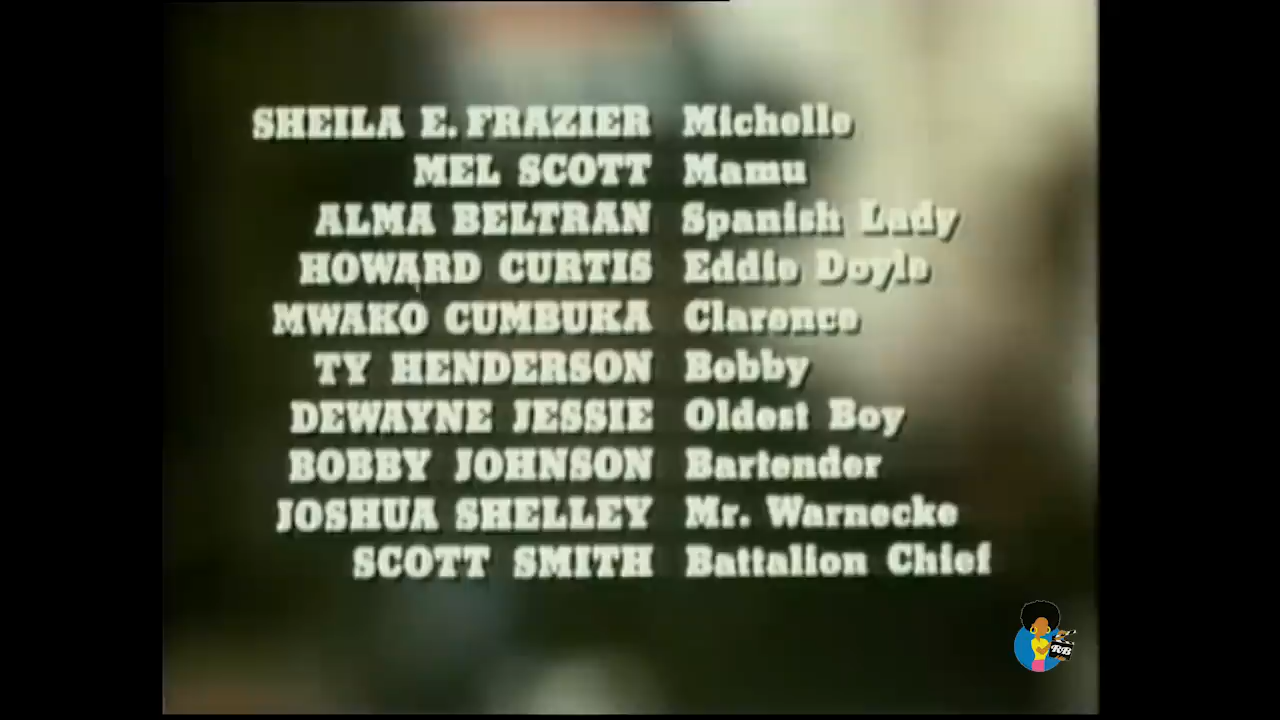 SHEILA E. FRAZIER Michelle
MEL SCOTT Mamu
ALMA BELTRAN Spanish Lady
HOWARD CURTIS Eddie Doyle
MWAKO CUMBUKA Clarence
TY HENDERSON Bobby
DEWAYNE JESSIE Oldest Boy
BOBBY JOHNSON Bartender
JOSHUA SHELLEY Mr. Warnecke
SCOTT SMITH Battalion Chief
RB